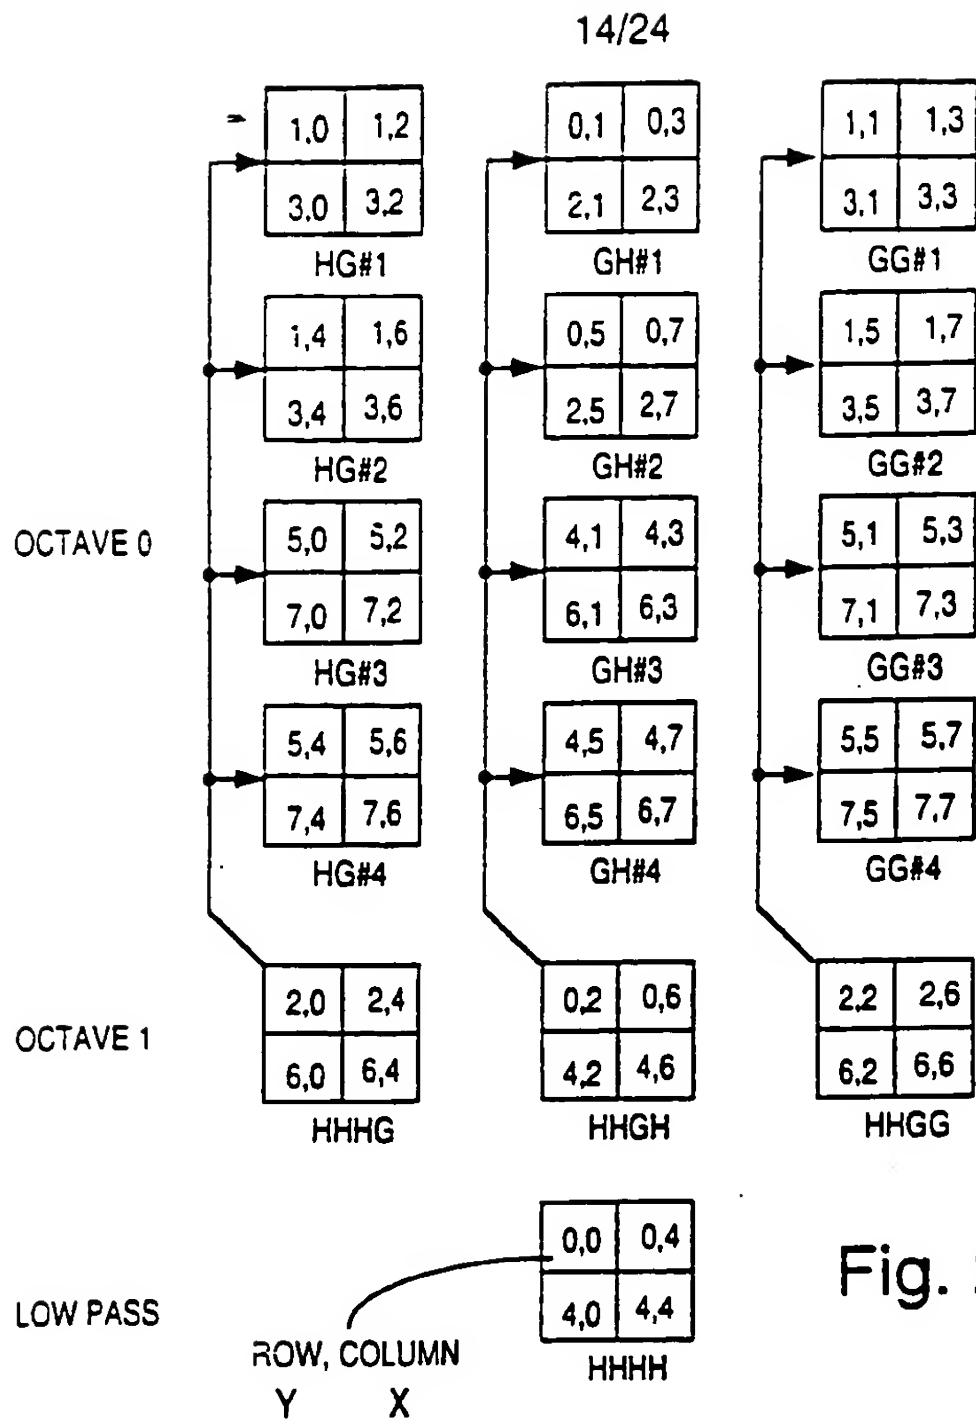 14/24
1,0 1,2 0,1 0,3 1,1 1,3
3,0 3,2 2,1 2,3 3,1 3,3
HG#1 GH#1 GG#1
1,4 1,6 0,5 0,7 1,5 1,7
3,4 3,6 2,5 2,7 3,5 3,7
HG#2 GH#2 GG#2
OCTAVE 0
5,0 5,2 4,1 4,3 5,1 5,3
7,0 7,2 6,1 6,3 7,1 7,3
HG#3 GH#3 GG#3
5,4 5,6 4,5 4,7 5,5 5,7
7,4 7,6 6,5 6,7 7,5 7,7
HG#4 GH#4 GG#4
OCTAVE 1
2,0 2,4 0,2 0,6 2,2 2,6
6,0 6,4 4,2 4,6 6,2 6,6
HHHG HHGH HHGG
LOW PASS
0,0 0,4
4,0 4,4
HHHH
ROW, COLUMN
Y X
Fig.